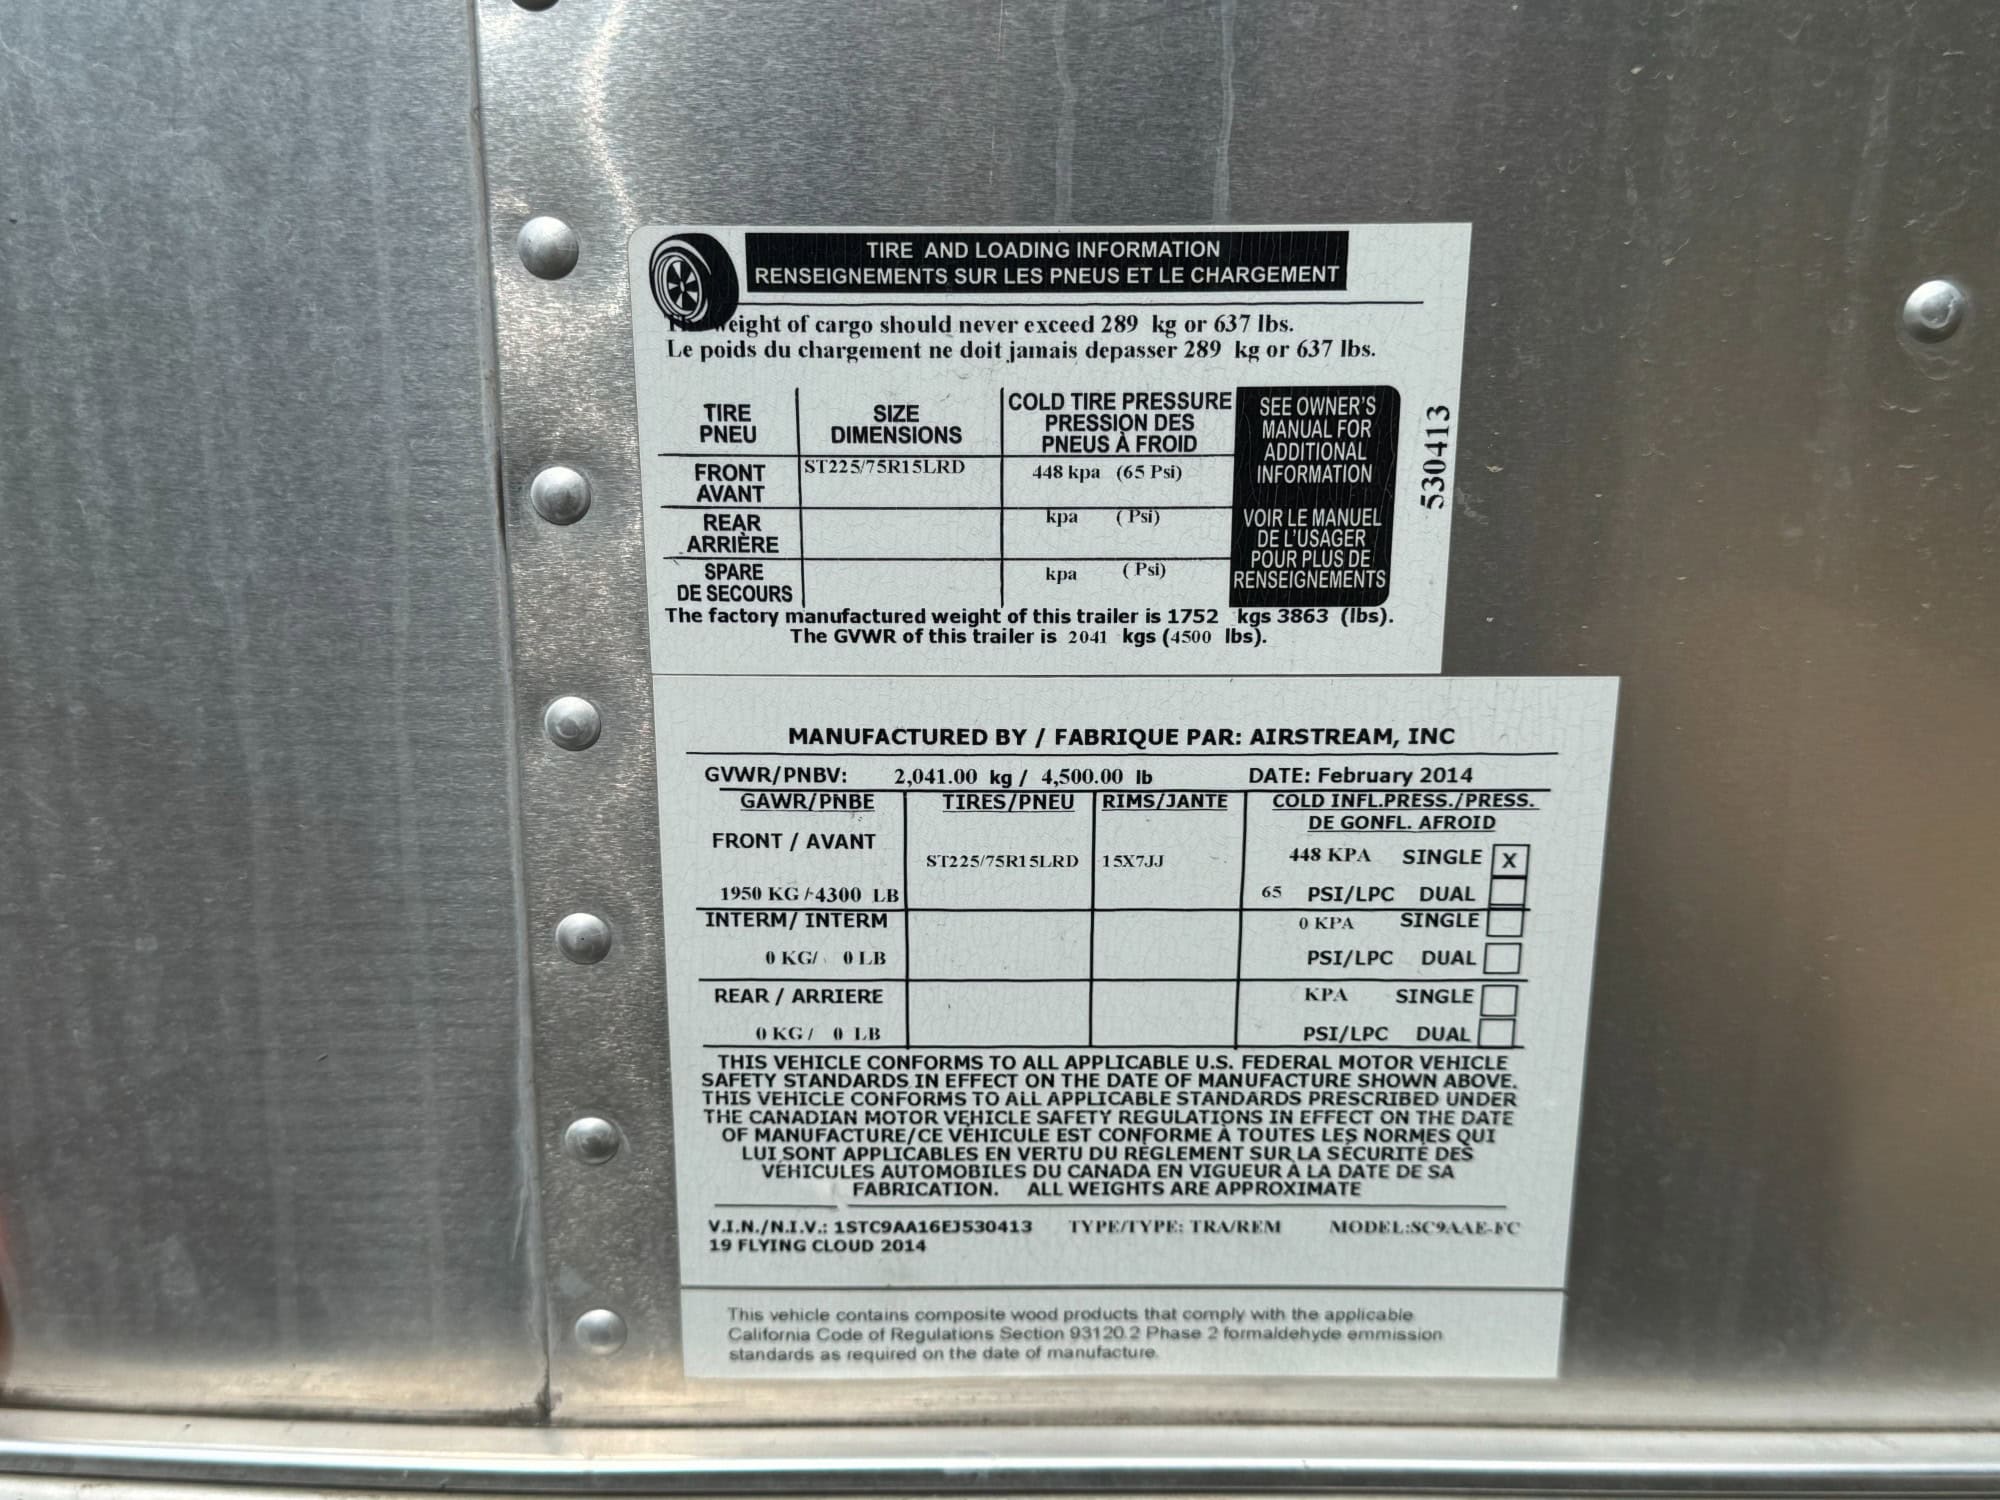 TIRE AND LOADING INFORMATION
RENSEIGNEMENTS SUR LES PNEUS ET LE CHARGEMENT
The weight of cargo should never exceed 289 kg or 637 lbs.
Le poids du chargement ne doit jamais depasser 289 kg or 637 lbs.
TIRE
PNEU
SIZE
DIMENSIONS
COLD TIRE PRESSURE
PRESSION DES
PNEUS À FROID
FRONT
AVANT
ST225/75R15LRD
448 kpa (65 Psi)
REAR
ARRIÈRE
kpa ( Psi)
SPARE
DE SECOURS
kpa ( Psi)
SEE OWNER'S
MANUAL FOR
ADDITIONAL
INFORMATION
VOIR LE MANUEL
DE L'USAGER
POUR PLUS DE
RENSEIGNEMENTS
530413
The factory manufactured weight of this trailer is 1752 kgs 3863 (lbs).
The GVWR of this trailer is 2041 kgs (4500 lbs).
MANUFACTURED BY / FABRIQUE PAR: AIRSTREAM, INC
GVWR/PNBV: 2,041.00 kg / 4,500.00 lb DATE: February 2014
GAWR/PNBE TIRES/PNEU RIMS/JANTE COLD INFL.PRESS./PRESS.
DE GONFL. AFROID
FRONT / AVANT
ST225/75R15LRD 15X7JJ 448 KPA SINGLE X
1950 KG / 4300 LB 65 PSI/LPC DUAL
INTERM/ INTERM 0 KPA SINGLE
0 KG/ 0 LB PSI/LPC DUAL
REAR / ARRIERE KPA SINGLE
0 KG / 0 LB PSI/LPC DUAL
THIS VEHICLE CONFORMS TO ALL APPLICABLE U.S. FEDERAL MOTOR VEHICLE
SAFETY STANDARDS IN EFFECT ON THE DATE OF MANUFACTURE SHOWN ABOVE.
THIS VEHICLE CONFORMS TO ALL APPLICABLE STANDARDS PRESCRIBED UNDER
THE CANADIAN MOTOR VEHICLE SAFETY REGULATIONS IN EFFECT ON THE DATE
OF MANUFACTURE/CE VÉHICULE EST CONFORME À TOUTES LES NORMES QUI
LUI SONT APPLICABLES EN VERTU DU RÈGLEMENT SUR LA SÉCURITÉ DES
VÉHICULES AUTOMOBILES DU CANADA EN VIGUEUR À LA DATE DE SA
FABRICATION. ALL WEIGHTS ARE APPROXIMATE
V.I.N./N.I.V.: 1STC9AA16EJ530413 TYPE/TYPE: TRA/REM MODEL:SC9AAE-FC
19 FLYING CLOUD 2014
This vehicle contains composite wood products that comply with the applicable
California Code of Regulations Section 93120.2 Phase 2 formaldehyde emmission
standards as required on the date of manufacture.